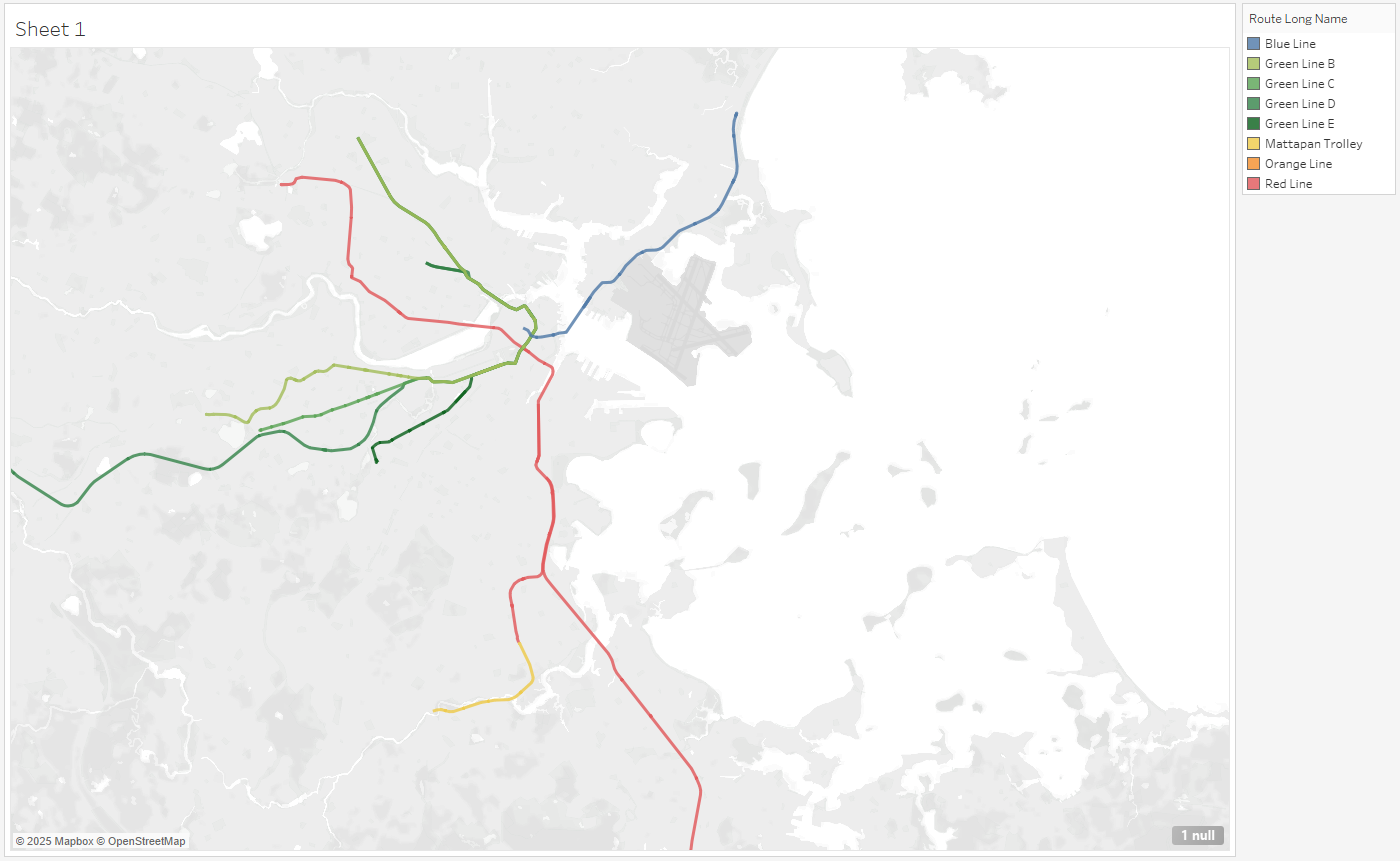 Sheet 1
Route Long Name
Blue Line
Green Line B
Green Line C
Green Line D
Green Line E
Mattapan Trolley
Orange Line
Red Line
1 null
© 2025 Mapbox © OpenStreetMap